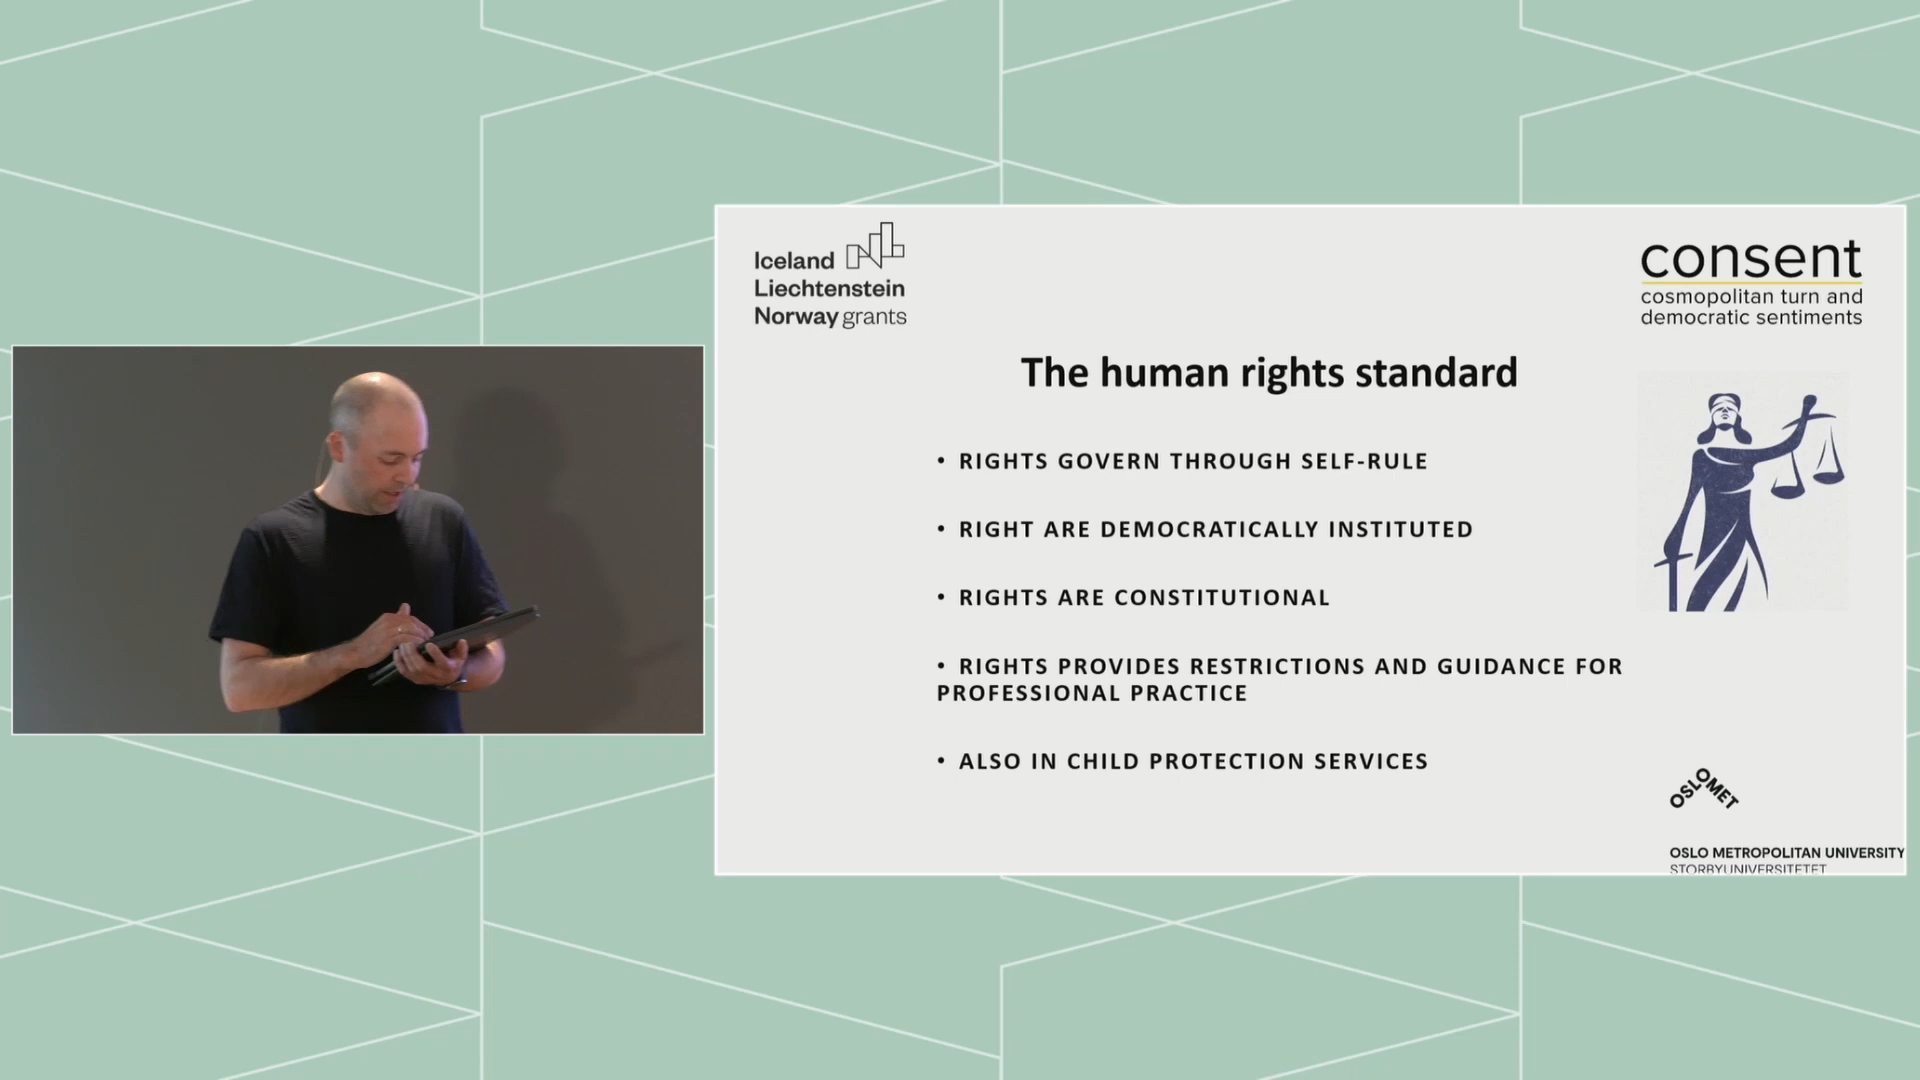 Iceland
Liechtenstein
Norway grants
consent
cosmopolitan turn and
democratic sentiments
The human rights standard
• RIGHTS GOVERN THROUGH SELF-RULE
• RIGHT ARE DEMOCRATICALLY INSTITUTED
• RIGHTS ARE CONSTITUTIONAL
• RIGHTS PROVIDES RESTRICTIONS AND GUIDANCE FOR
PROFESSIONAL PRACTICE
• ALSO IN CHILD PROTECTION SERVICES
OSLOMET
OSLO METROPOLITAN UNIVERSITY
STORBYUNIVERSITETET